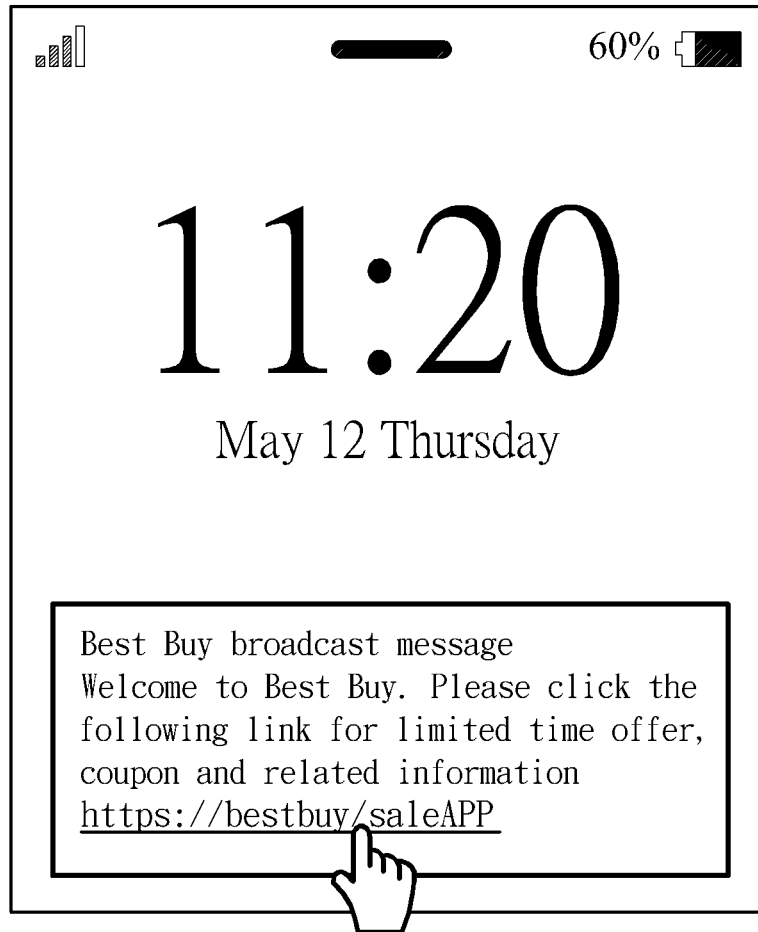 60%
11:20
May 12 Thursday
Best Buy broadcast message
Welcome to Best Buy. Please click the
following link for limited time offer,
coupon and related information
https://bestbuy/saleAPP